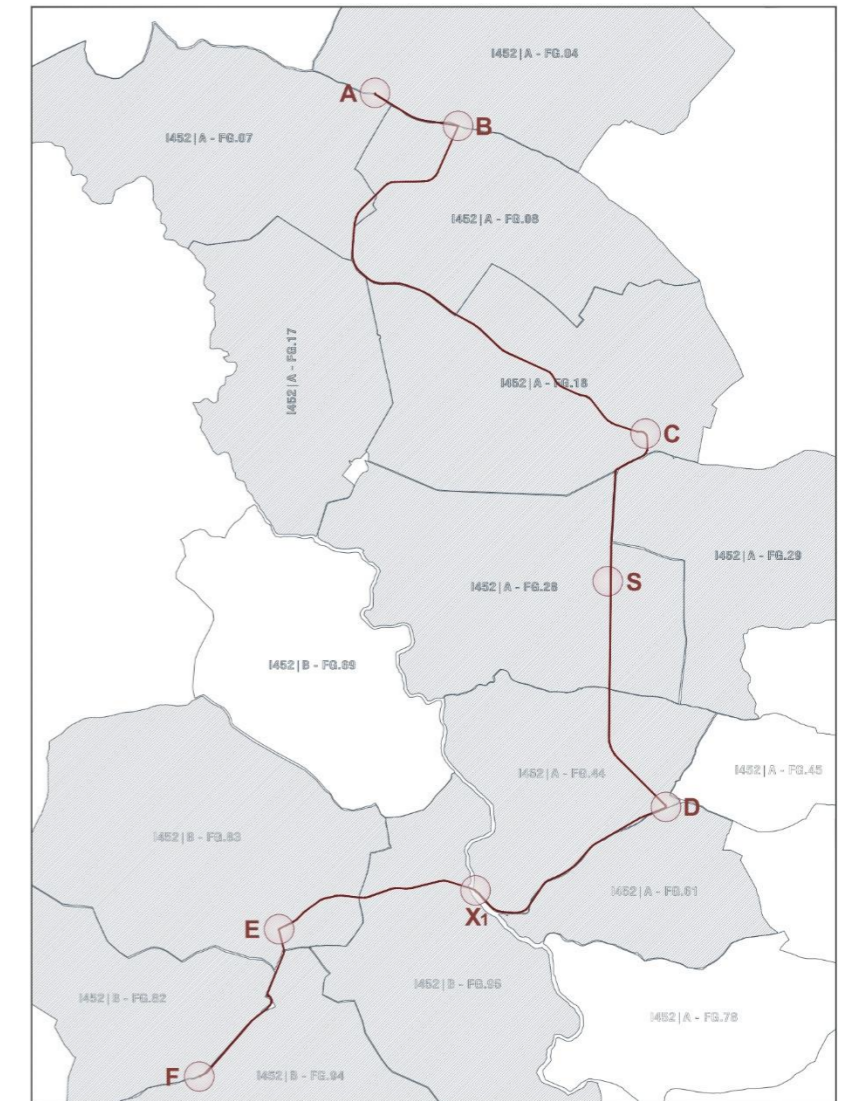 I452|A - FG.04
A
B
I452|A - FG.07
I452|A - FG.08
I452|A - FG.17
I452|A - FG.18
C
I452|A - FG.29
I452|A - FG.28
S
I452|B - FG.69
I452|A - FG.44
I452|A - FG.45
D
I452|B - FG.83
I452|A - FG.61
X1
E
I452|B - FG.82
I452|B - FG.95
I452|A - FG.78
F
I452|B - FG.94